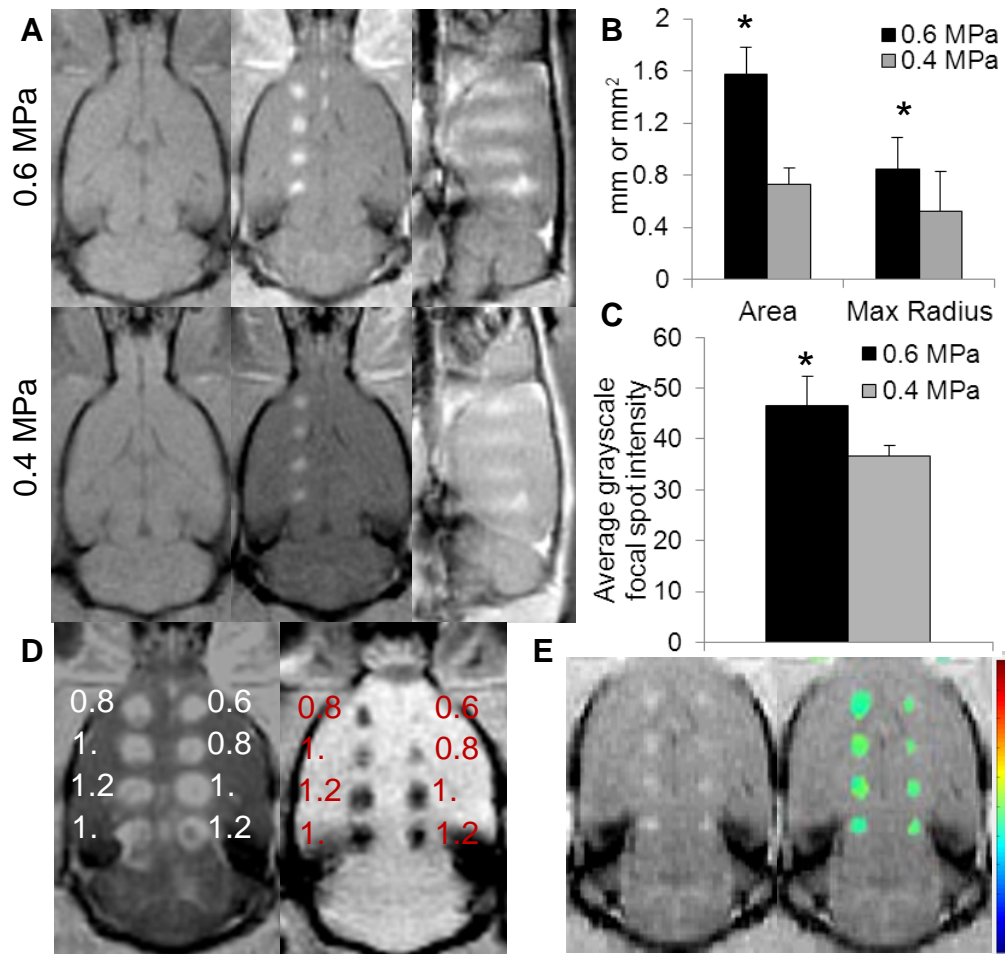 A
0.6 MPa
0.4 MPa
B
mm or mm²
2
1.6
1.2
0.8
0.4
0
*
*
0.6 MPa
0.4 MPa
Area
Max Radius
C
Average grayscale
focal spot intensity
60
50
40
30
20
10
0
*
0.6 MPa
0.4 MPa
D
0.8 0.6
1. 0.8
1.2 1.
1. 1.2
0.8 0.6
1. 0.8
1.2 1.
1. 1.2
E